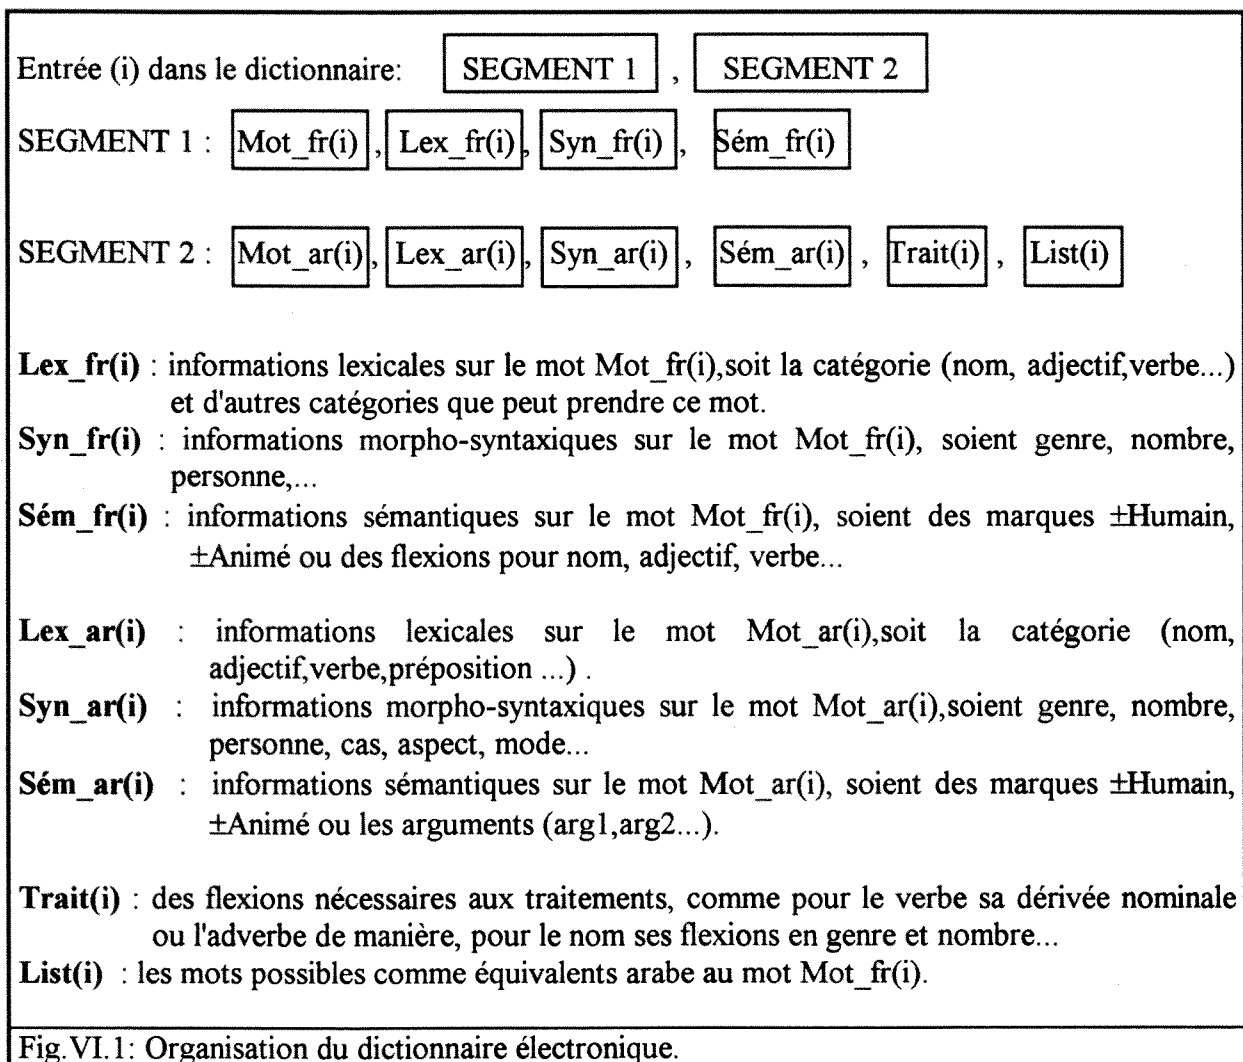 Entrée (i) dans le dictionnaire: SEGMENT 1 , SEGMENT 2
SEGMENT 1 : Mot_fr(i) , Lex_fr(i), Syn_fr(i) , Sém_fr(i)
SEGMENT 2 : Mot_ar(i), Lex_ar(i), Syn_ar(i) , Sém_ar(i) , Trait(i) , List(i)
Lex_fr(i) : informations lexicales sur le mot Mot_fr(i),soit la catégorie (nom, adjectif,verbe...)
et d'autres catégories que peut prendre ce mot.
Syn_fr(i) : informations morpho-syntaxiques sur le mot Mot_fr(i), soient genre, nombre,
personne,...
Sém_fr(i) : informations sémantiques sur le mot Mot_fr(i), soient des marques ±Humain,
±Animé ou des flexions pour nom, adjectif, verbe...
Lex_ar(i) : informations lexicales sur le mot Mot_ar(i),soit la catégorie (nom,
adjectif,verbe,préposition ...) .
Syn_ar(i) : informations morpho-syntaxiques sur le mot Mot_ar(i),soient genre, nombre,
personne, cas, aspect, mode...
Sém_ar(i) : informations sémantiques sur le mot Mot_ar(i), soient des marques ±Humain,
±Animé ou les arguments (arg1,arg2...).
Trait(i) : des flexions nécessaires aux traitements, comme pour le verbe sa dérivée nominale
ou l'adverbe de manière, pour le nom ses flexions en genre et nombre...
List(i) : les mots possibles comme équivalents arabe au mot Mot_fr(i).
Fig.VI.1: Organisation du dictionnaire électronique.